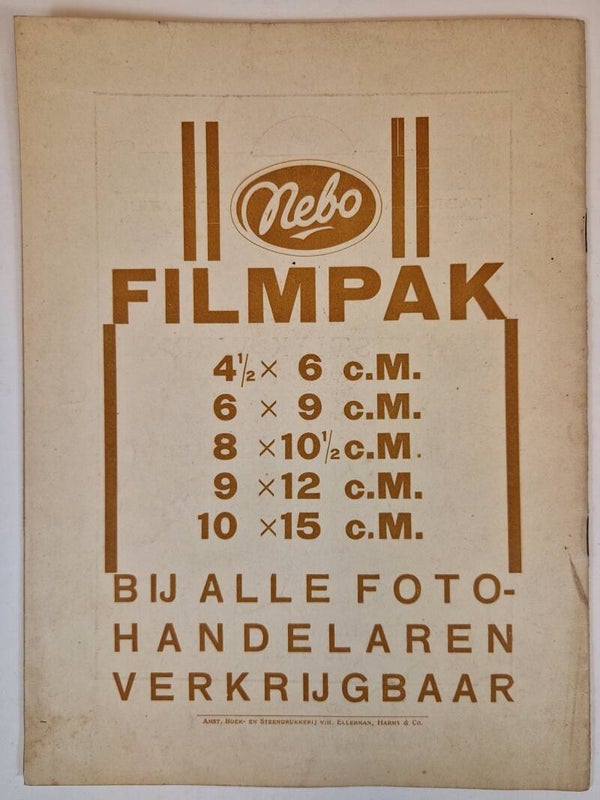 Nebo
FILMPAK
4½ × 6 c.M.
6 × 9 c.M.
8 × 10½ c.M.
9 × 12 c.M.
10 × 15 c.M.
BIJ ALLE FOTO-
HANDELAREN
VERKRIJGBAAR
AMST. BOEK- EN STEENDRUKKERIJ V/H. ELLERMAN, HARMS & CO.